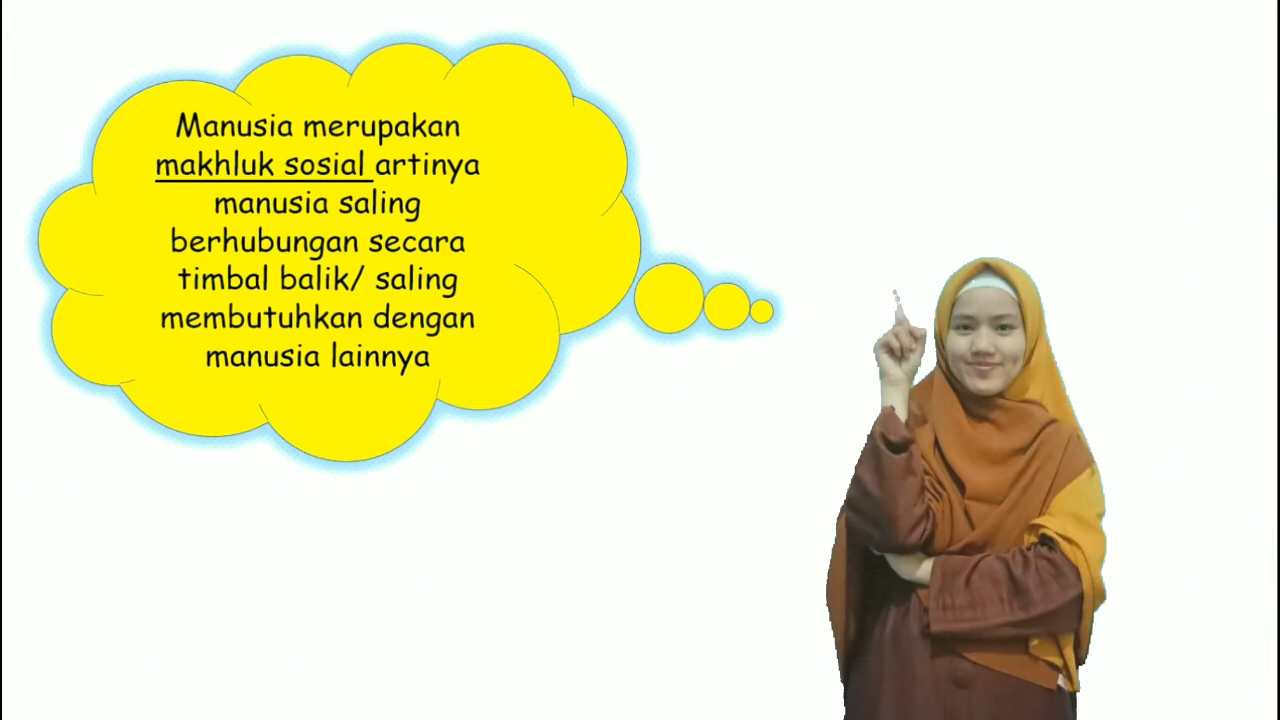 Manusia merupakan
makhluk sosial artinya
manusia saling
berhubungan secara
timbal balik/ saling
membutuhkan dengan
manusia lainnya